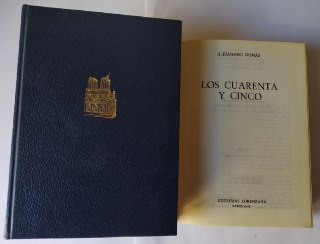 ALEJANDRO DUMAS
LOS CUARENTA
Y CINCO
EDITORIAL LORENZANA
BARCELONA